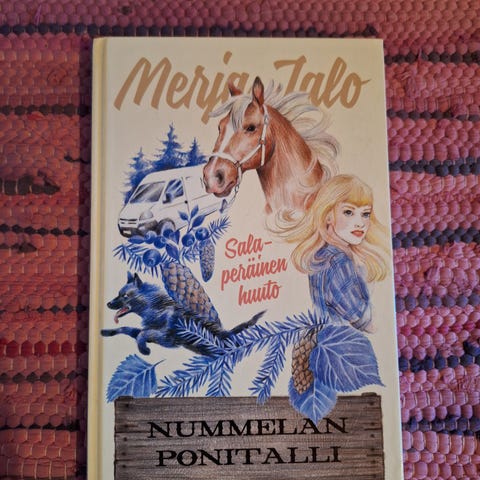 Merja Jalo
Sala-
peräinen
huuto
NUMMELAN
PONITALLI